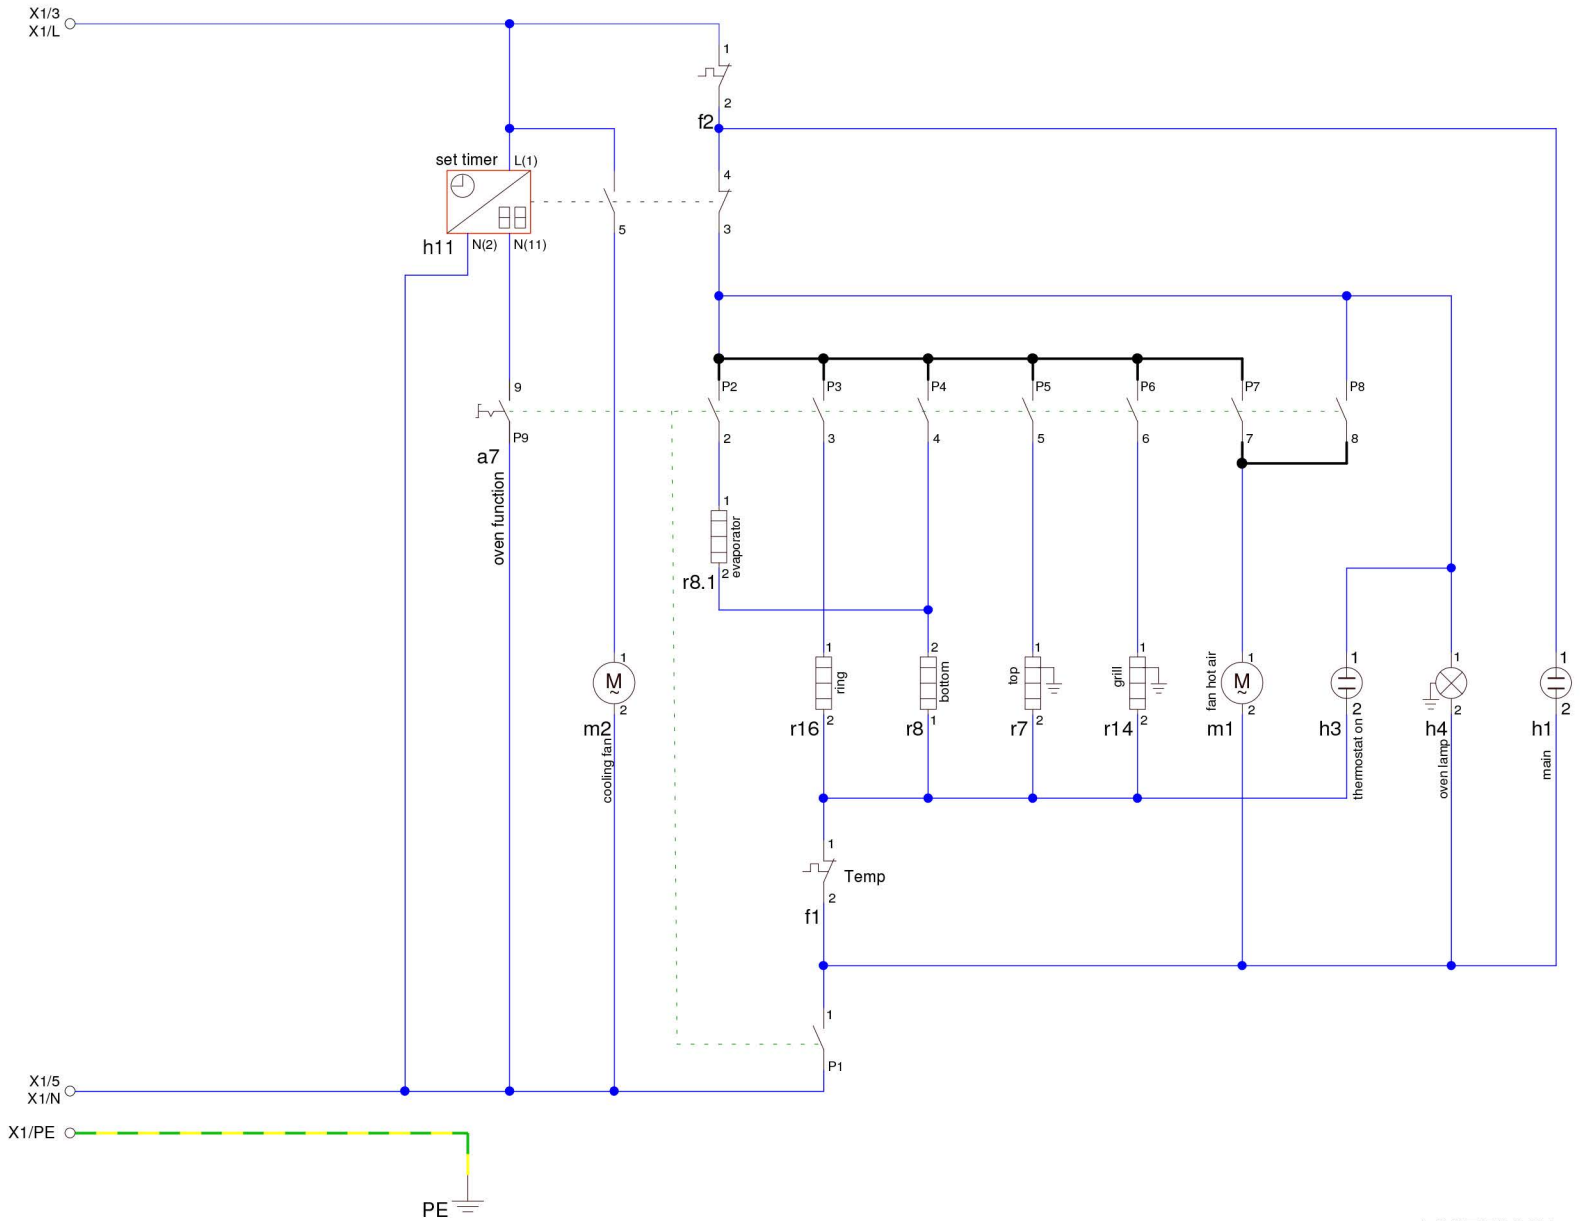 X1/3
X1/L
1
2
f2
set timer
L(1)
4
5
3
h11
N(2)
N(11)
9
P2
P3
P4
P5
P6
P7
P8
P9
2
3
4
5
6
7
8
a7
oven function
1
evaporator
2
r8.1
1
1
2
1
1
1
1
1
1
M
~
ring
bottom
top
grill
fan hot air
M
~
2
2
1
2
2
2
2
2
2
m2
r16
r8
r7
r14
m1
h3
h4
h1
cooling fan
thermostat on
oven lamp
main
1
Temp
2
f1
1
P1
X1/5
X1/N
X1/PE
PE